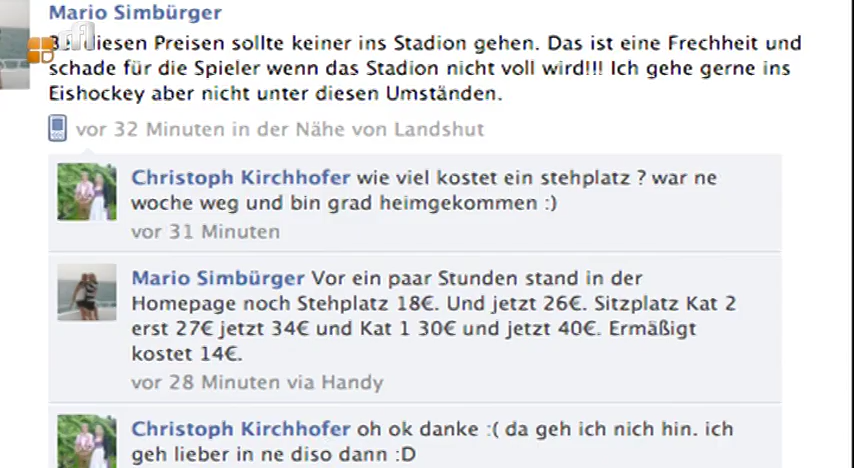 Mario Simbürger
Bei diesen Preisen sollte keiner ins Stadion gehen. Das ist eine Frechheit und
schade für die Spieler wenn das Stadion nicht voll wird!!! Ich gehe gerne ins
Eishockey aber nicht unter diesen Umständen.
vor 32 Minuten in der Nähe von Landshut
Christoph Kirchhofer wie viel kostet ein stehplatz ? war ne
woche weg und bin grad heimgekommen :)
vor 31 Minuten
Mario Simbürger Vor ein paar Stunden stand in der
Homepage noch Stehplatz 18€. Und jetzt 26€. Sitzplatz Kat 2
erst 27€ jetzt 34€ und Kat 1 30€ und jetzt 40€. Ermäßigt
kostet 14€.
vor 28 Minuten via Handy
Christoph Kirchhofer oh ok danke :( da geh ich nich hin. ich
geh lieber in ne diso dann :D